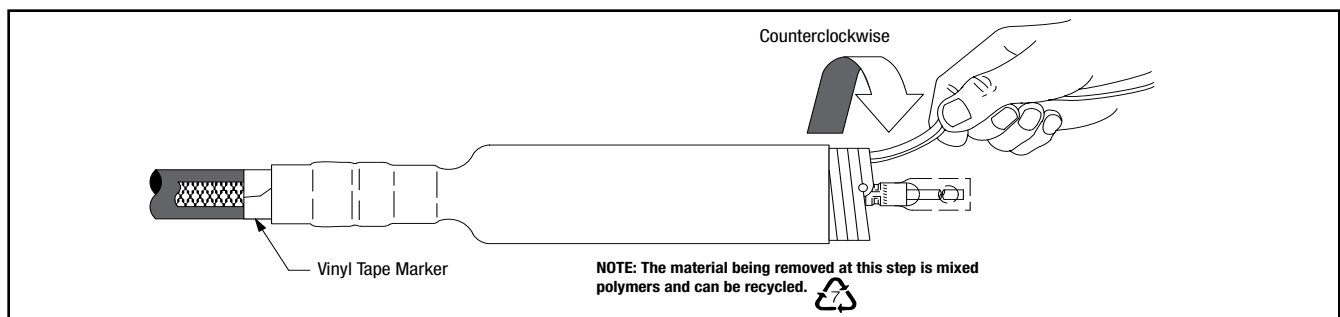 Counterclockwise
Vinyl Tape Marker
NOTE: The material being removed at this step is mixed
polymers and can be recycled.
7